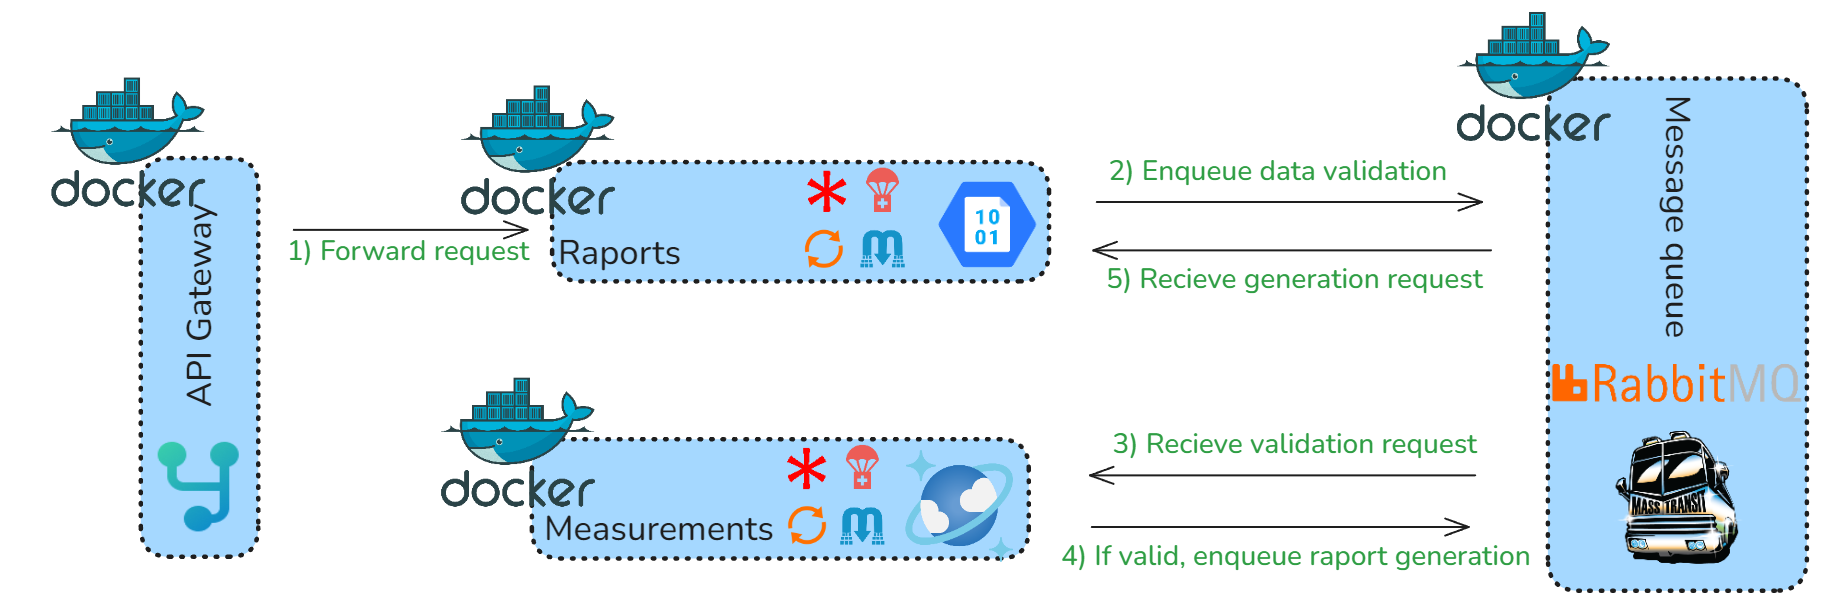 docker
API Gateway
1) Forward request
docker
Raports
10
01
2) Enqueue data validation
5) Recieve generation request
docker
Measurements
3) Recieve validation request
4) If valid, enqueue raport generation
docker
Message queue
RabbitMQ
MASS TRANSIT